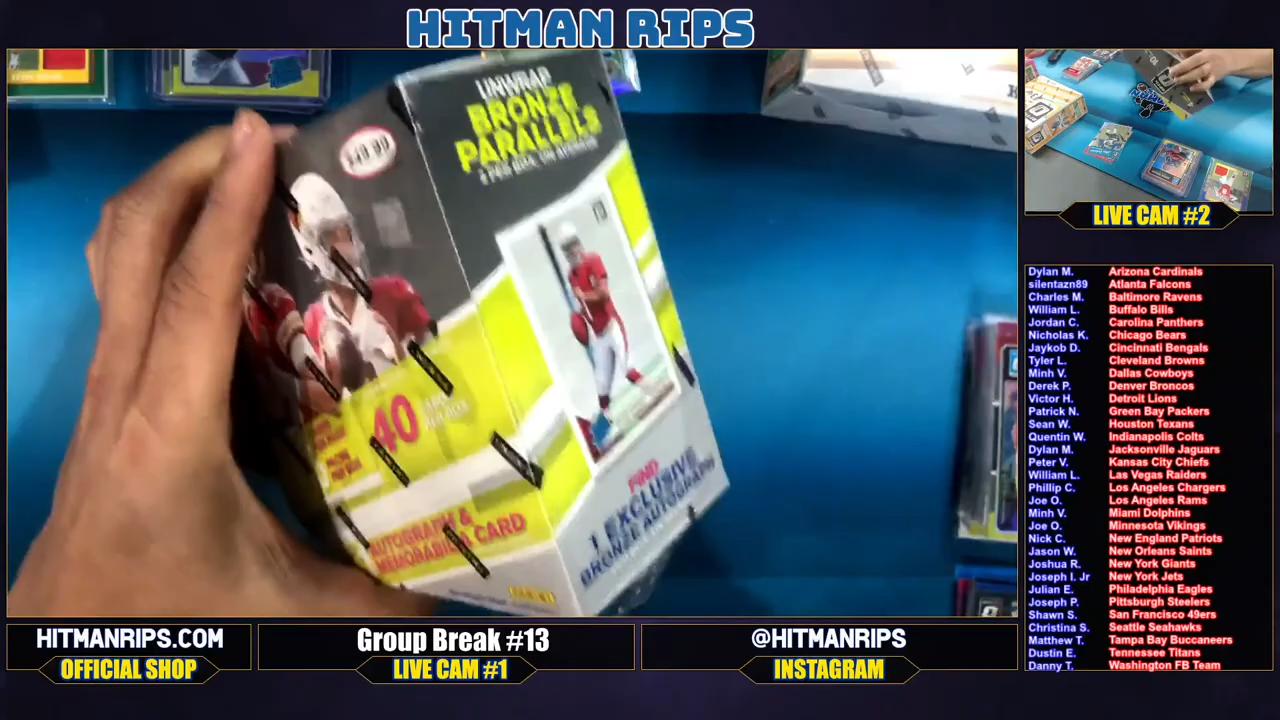 HITMAN RIPS
UNWRAP
BRONZE
PARALLELS
40
AUTOGRAPH &
MEMORABILIA CARD
PANINI
FIND
1 EXCLUSIVE
BRONZE AUTOGRAPH
LIVE CAM #2
Dylan M. Arizona Cardinals
silentazn89 Atlanta Falcons
Charles M. Baltimore Ravens
William L. Buffalo Bills
Jordan C. Carolina Panthers
Nicholas K. Chicago Bears
Jaykob D. Cincinnati Bengals
Tyler L. Cleveland Browns
Minh V. Dallas Cowboys
Derek P. Denver Broncos
Victor H. Detroit Lions
Patrick N. Green Bay Packers
Sean W. Houston Texans
Quentin W. Indianapolis Colts
Dylan M. Jacksonville Jaguars
Peter V. Kansas City Chiefs
William L. Las Vegas Raiders
Phillip C. Los Angeles Chargers
Joe O. Los Angeles Rams
Minh V. Miami Dolphins
Joe O. Minnesota Vikings
Nick C. New England Patriots
Jason W. New Orleans Saints
Joshua R. New York Giants
Joseph I. Jr New York Jets
Julian E. Philadelphia Eagles
Joseph P. Pittsburgh Steelers
Shawn S. San Francisco 49ers
Christina S. Seattle Seahawks
Matthew T. Tampa Bay Buccaneers
Dustin E. Tennessee Titans
Danny T. Washington FB Team
HITMANRIPS.COM
OFFICIAL SHOP
Group Break #13
LIVE CAM #1
@HITMANRIPS
INSTAGRAM